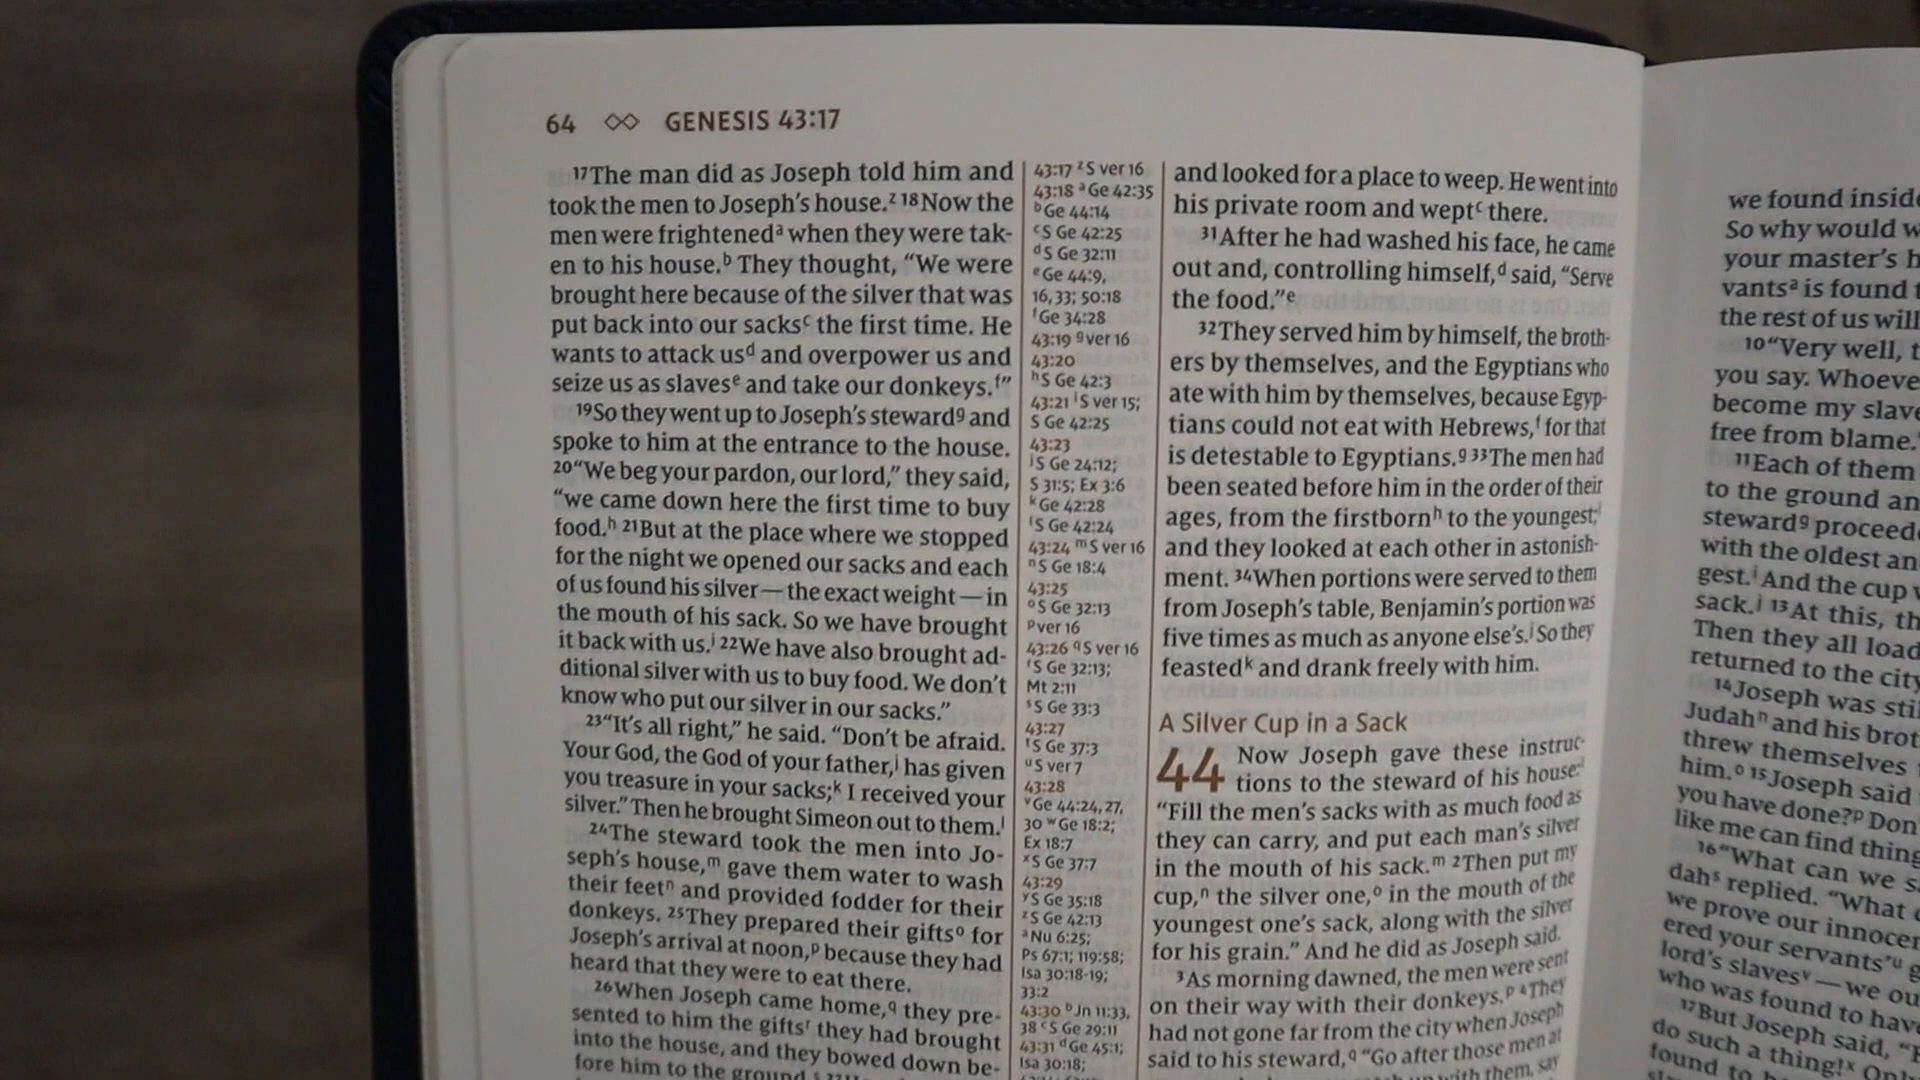 64 ◇◇ GENESIS 43:17
17The man did as Joseph told him and
took the men to Joseph's house.z 18Now the
men were frighteneda when they were tak-
en to his house.b They thought, "We were
brought here because of the silver that was
put back into our sacksc the first time. He
wants to attack usd and overpower us and
seize us as slavese and take our donkeys.f"
19So they went up to Joseph's stewardg and
spoke to him at the entrance to the house.
20"We beg your pardon, our lord," they said,
"we came down here the first time to buy
food.h 21But at the place where we stopped
for the night we opened our sacks and each
of us found his silver—the exact weight—in
the mouth of his sack. So we have brought
it back with us.i 22We have also brought ad-
ditional silver with us to buy food. We don't
know who put our silver in our sacks."
23"It's all right," he said. "Don't be afraid.
Your God, the God of your father,j has given
you treasure in your sacks;k I received your
silver." Then he brought Simeon out to them.l
24The steward took the men into Jo-
seph's house,m gave them water to wash
their feetn and provided fodder for their
donkeys. 25They prepared their giftso for
Joseph's arrival at noon,p because they had
heard that they were to eat there.
26When Joseph came home,q they pre-
sented to him the giftsr they had brought
into the house, and they bowed down be-
fore him to the ground.s
43:17 zS ver 16
43:18 aGe 42:35
bGe 44:14
cS Ge 42:25
dS Ge 32:11
eGe 44:9,
16, 33; 50:18
fGe 34:28
43:19 gver 16
43:20
hS Ge 42:3
43:21 iS ver 15;
S Ge 42:25
43:23
jS Ge 24:12;
S 31:5; Ex 3:6
kGe 42:28
lS Ge 42:24
43:24 mS ver 16
nS Ge 18:4
43:25
oS Ge 32:13
pver 16
43:26 qS ver 16
rS Ge 32:13;
Mt 2:11
sS Ge 33:3
43:27
tS Ge 37:3
uS ver 7
43:28
vGe 44:24, 27,
30 wGe 18:2;
Ex 18:7
xS Ge 37:7
43:29
yS Ge 35:18
zS Ge 42:13
aNu 6:25;
Ps 67:1; 119:58;
Isa 30:18-19;
33:2
43:30 bJn 11:33,
38 cS Ge 29:11
43:31 dGe 45:1;
Isa 30:18;
and looked for a place to weep. He went into
his private room and weptc there.
31After he had washed his face, he came
out and, controlling himself,d said, "Serve
the food."e
32They served him by himself, the broth-
ers by themselves, and the Egyptians who
ate with him by themselves, because Egyp-
tians could not eat with Hebrews,f for that
is detestable to Egyptians.g 33The men had
been seated before him in the order of their
ages, from the firstbornh to the youngest;i
and they looked at each other in astonish-
ment. 34When portions were served to them
from Joseph's table, Benjamin's portion was
five times as much as anyone else's.j So they
feastedk and drank freely with him.
A Silver Cup in a Sack
44 Now Joseph gave these instruc-
tions to the steward of his house:l
"Fill the men's sacks with as much food as
they can carry, and put each man's silver
in the mouth of his sack.m 2Then put my
cup,n the silver one,o in the mouth of the
youngest one's sack, along with the silver
for his grain." And he did as Joseph said.
3As morning dawned, the men were sent
on their way with their donkeys.p 4They
had not gone far from the city when Joseph
said to his steward,q "Go after those men at
with them, say
we found inside
So why would
your master's
vantsa is found
the rest of us will
10"Very well,
you say. Whoeve
become my slave
free from blame."
11Each of them
to the ground an
stewardg proceede
with the oldest an
gest.i And the cup
sack.j 13At this, th
Then they all load
returned to the city
14Joseph was stil
Judahn and his brot
threw themselves
him.o 15Joseph said
you have done?p Don
like me can find thing
16"What can we s
dahs replied. "What
we prove our innocen
ered your servants'u g
lord's slavesv—we ou
who was found to have
17But Joseph said, "F
do such a thing!x Only
found to